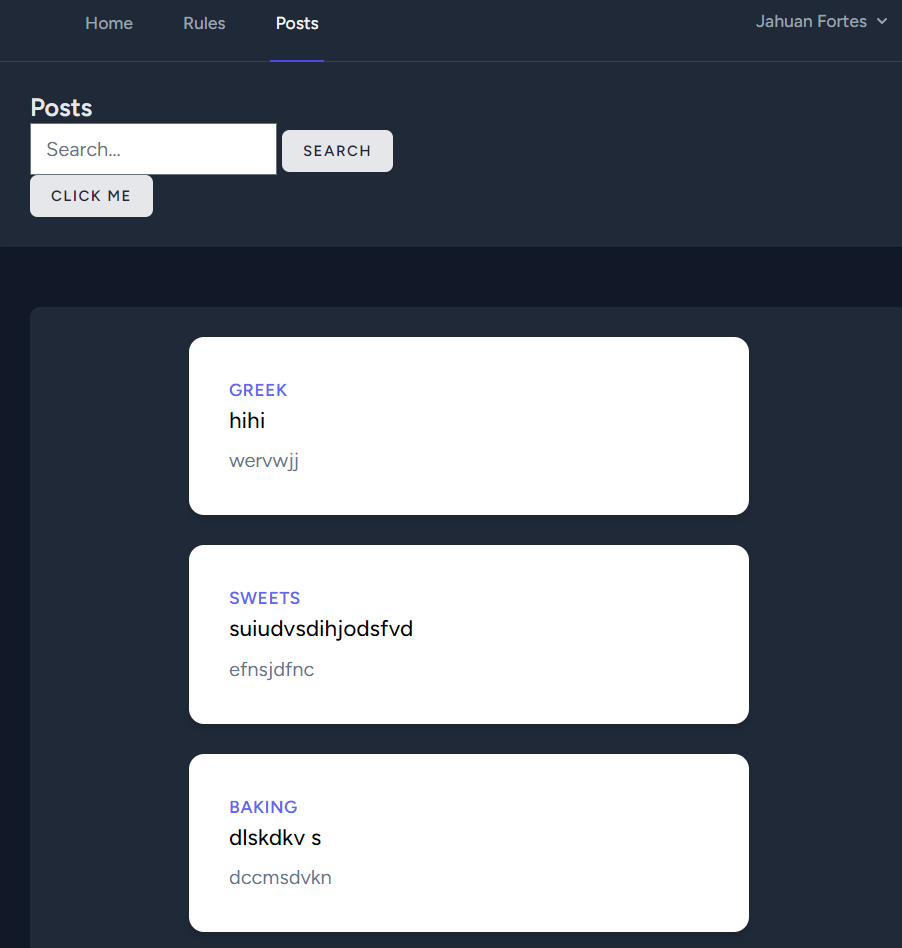 Home Rules Posts Jahuan Fortes
Posts
Search... SEARCH
CLICK ME
GREEK
hihi
wervwjj
SWEETS
suiudvsdihjodsfvd
efnsjdfnc
BAKING
dlskdkv s
dccmsdvkn